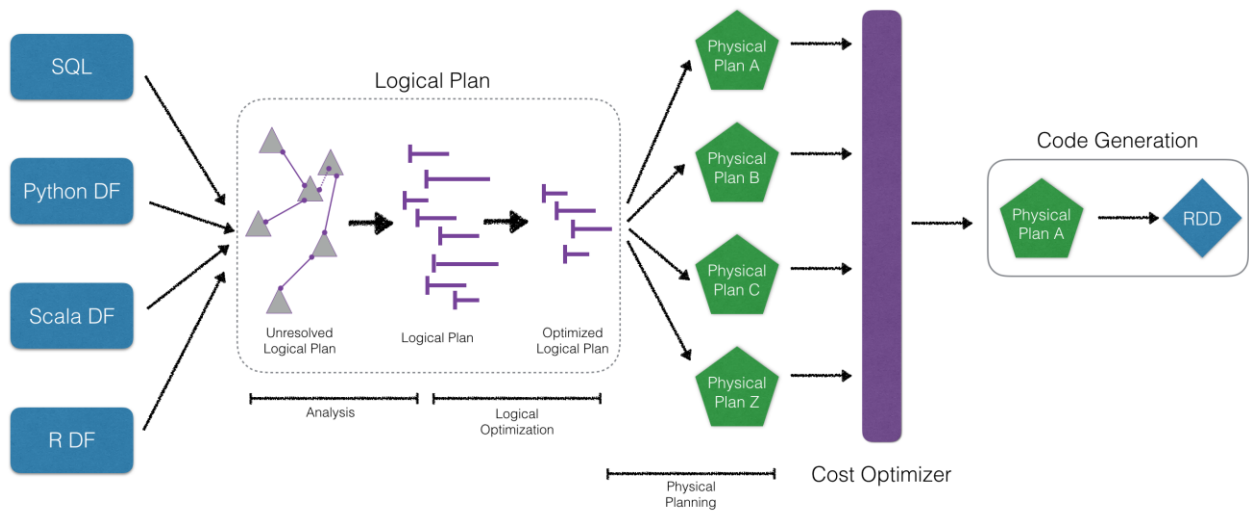 SQL
Python DF
Scala DF
R DF
Logical Plan
Unresolved
Logical Plan
Logical Plan
Optimized
Logical Plan
Analysis
Logical
Optimization
Physical
Plan A
Physical
Plan B
Physical
Plan C
Physical
Plan Z
Physical
Planning
Cost Optimizer
Code Generation
Physical
Plan A
RDD